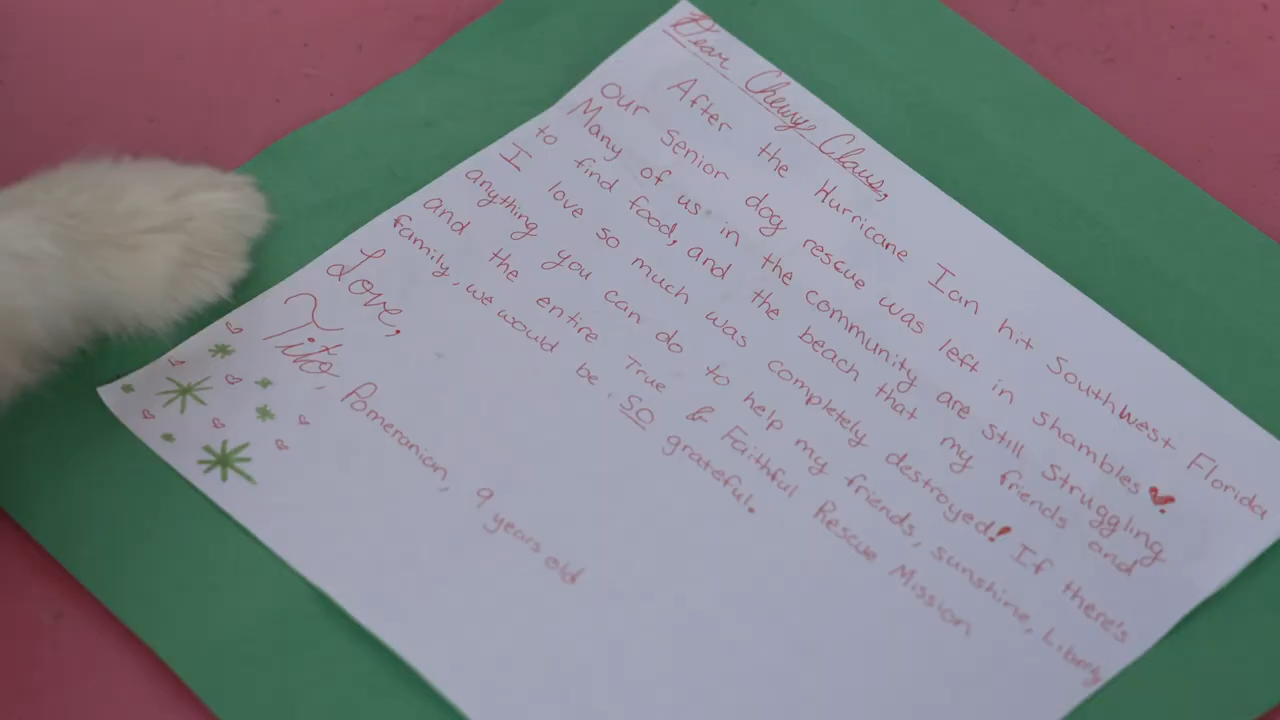 Dear Chewy Claus,
After the Hurricane Ian hit Southwest Florida
our senior dog rescue was left in shambles.
Many of us in the community are still struggling
to find food, and the beach that my friends and
I love so much was completely destroyed! If there's
anything you can do to help my friends, sunshine, Liberty
and the entire True & Faithful Rescue Mission
family, we would be, so grateful.
Love,
Tito, Pomeranian, 9 years old